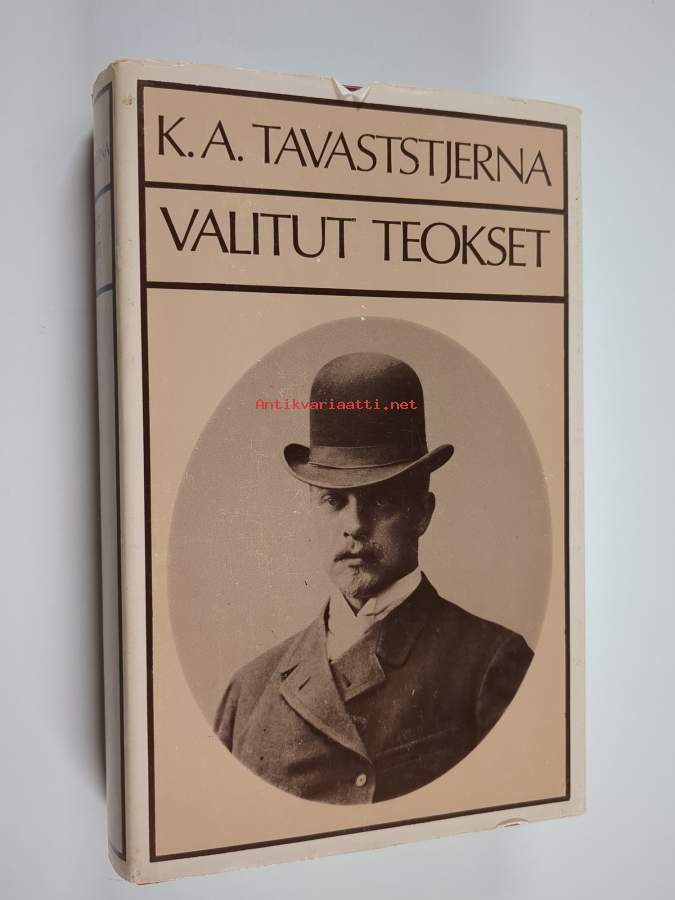 K. A. TAVASTSTJERNA
VALITUT TEOKSET
Antikvariaatti.net